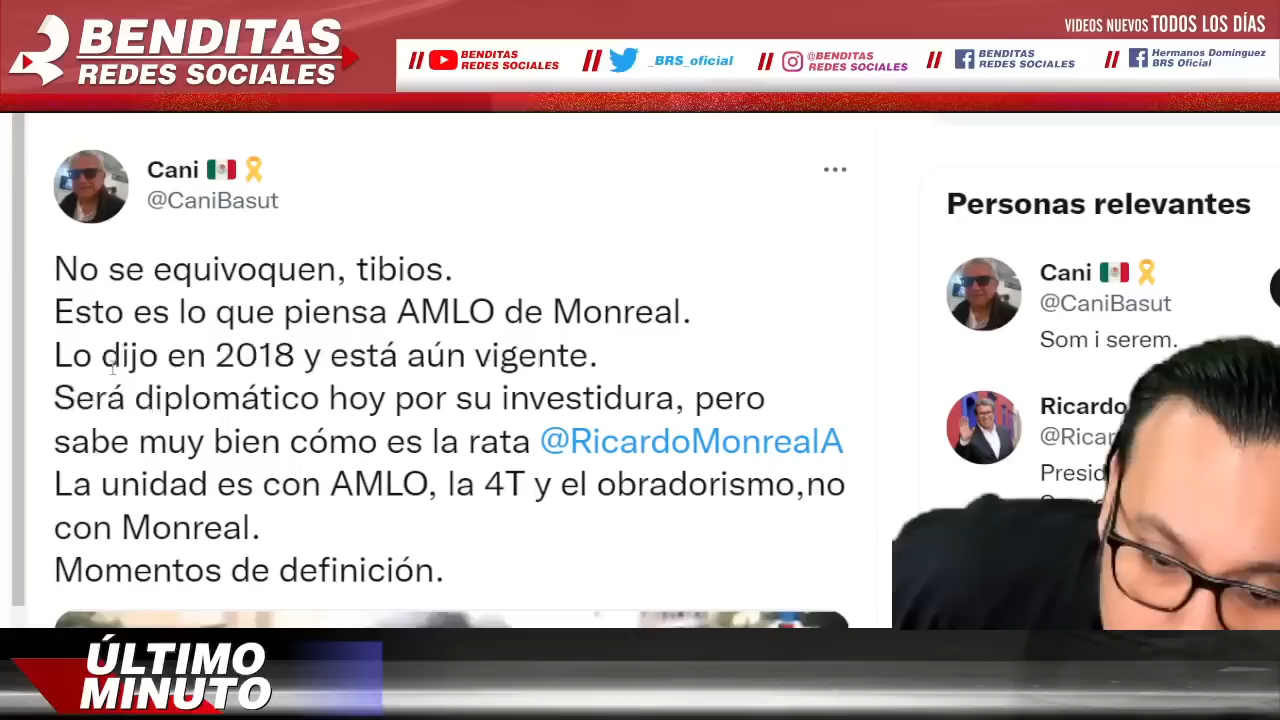 BENDITAS
REDES SOCIALES
VIDEOS NUEVOS TODOS LOS DÍAS
// BENDITAS REDES SOCIALES // _BRS_oficial // @BENDITAS REDES SOCIALES // BENDITAS REDES SOCIALES // Hermanos Dominguez BRS Oficial
Cani
@CaniBasut
No se equivoquen, tibios.
Esto es lo que piensa AMLO de Monreal.
Lo dijo en 2018 y está aún vigente.
Será diplomático hoy por su investidura, pero
sabe muy bien cómo es la rata @RicardoMonrealA
La unidad es con AMLO, la 4T y el obradorismo,no
con Monreal.
Momentos de definición.
Personas relevantes
Cani
@CaniBasut
Som i serem.
Ricardo
@Ricar
Presid
ÚLTIMO
MINUTO